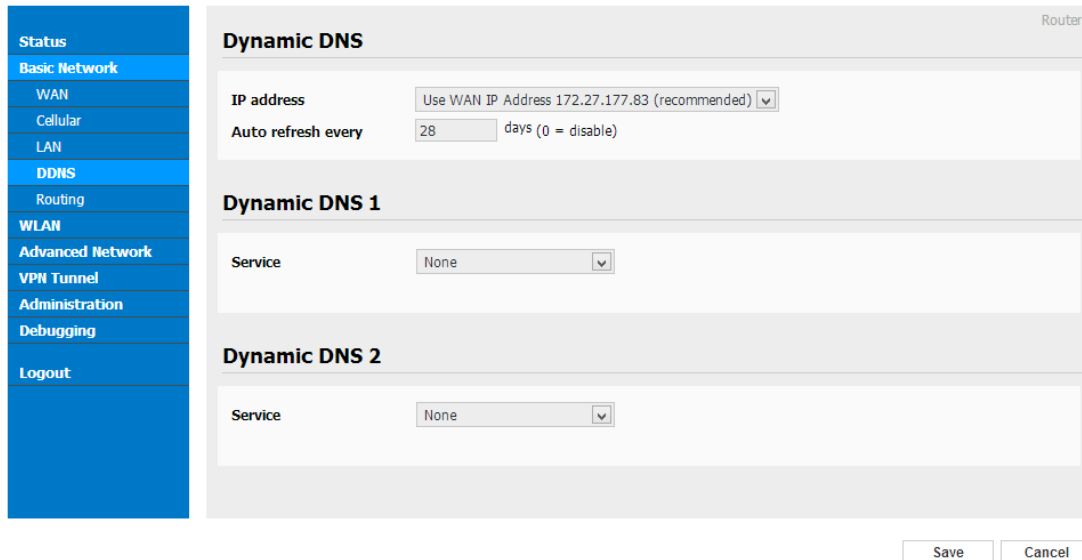 Router
Status
Basic Network
WAN
Cellular
LAN
DDNS
Routing
WLAN
Advanced Network
VPN Tunnel
Administration
Debugging
Logout
Dynamic DNS
IP address Use WAN IP Address 172.27.177.83 (recommended)
Auto refresh every 28 days (0 = disable)
Dynamic DNS 1
Service None
Dynamic DNS 2
Service None
Save Cancel